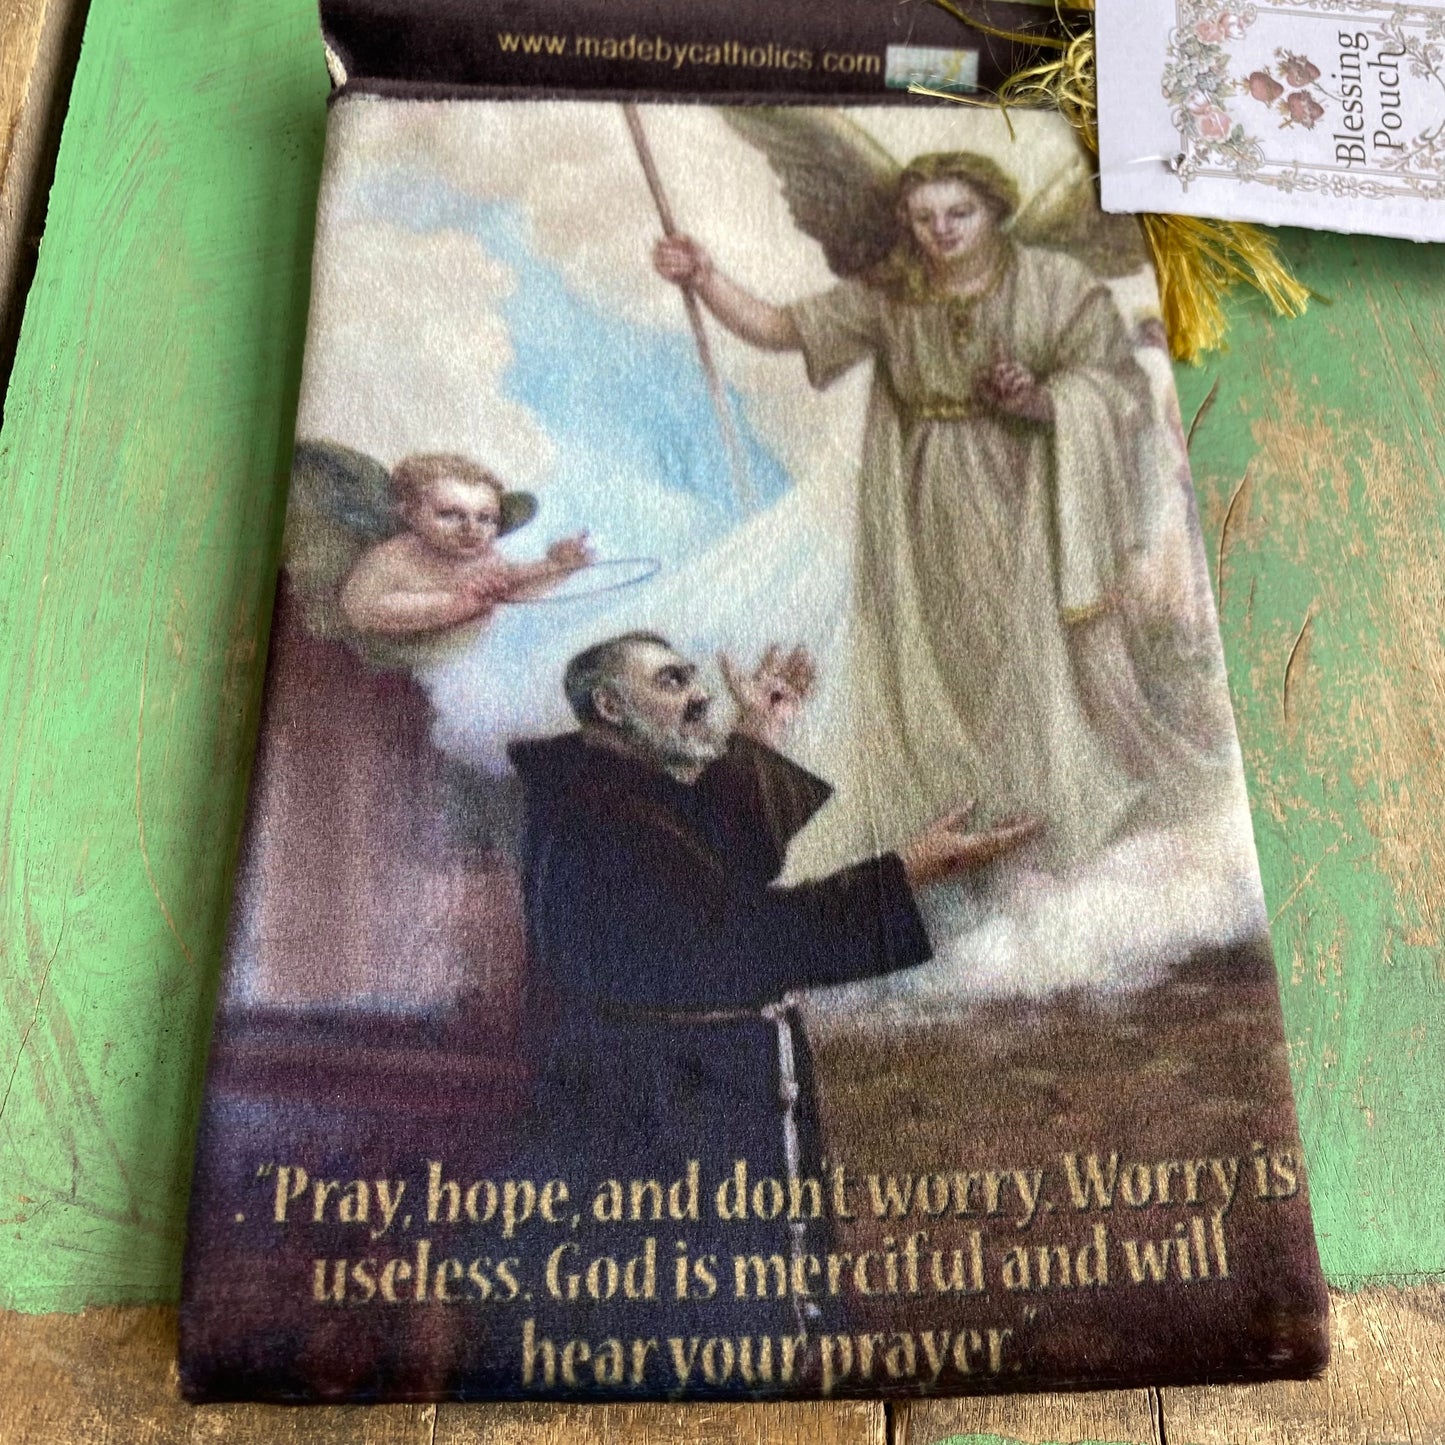 www.madebycatholics.com
Blessing
Pouch
. "Pray, hope, and don't worry. Worry is
useless. God is merciful and will
hear your prayer."